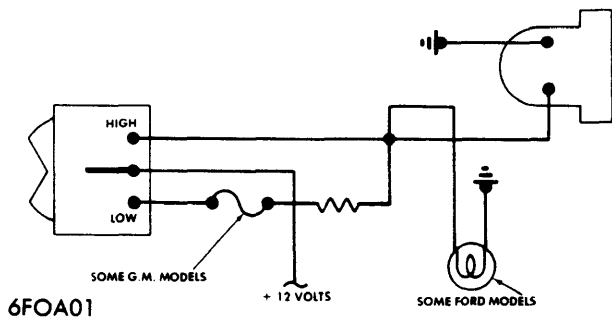 HIGH
LOW
SOME G.M. MODELS
+ 12 VOLTS
SOME FORD MODELS
6FOA01